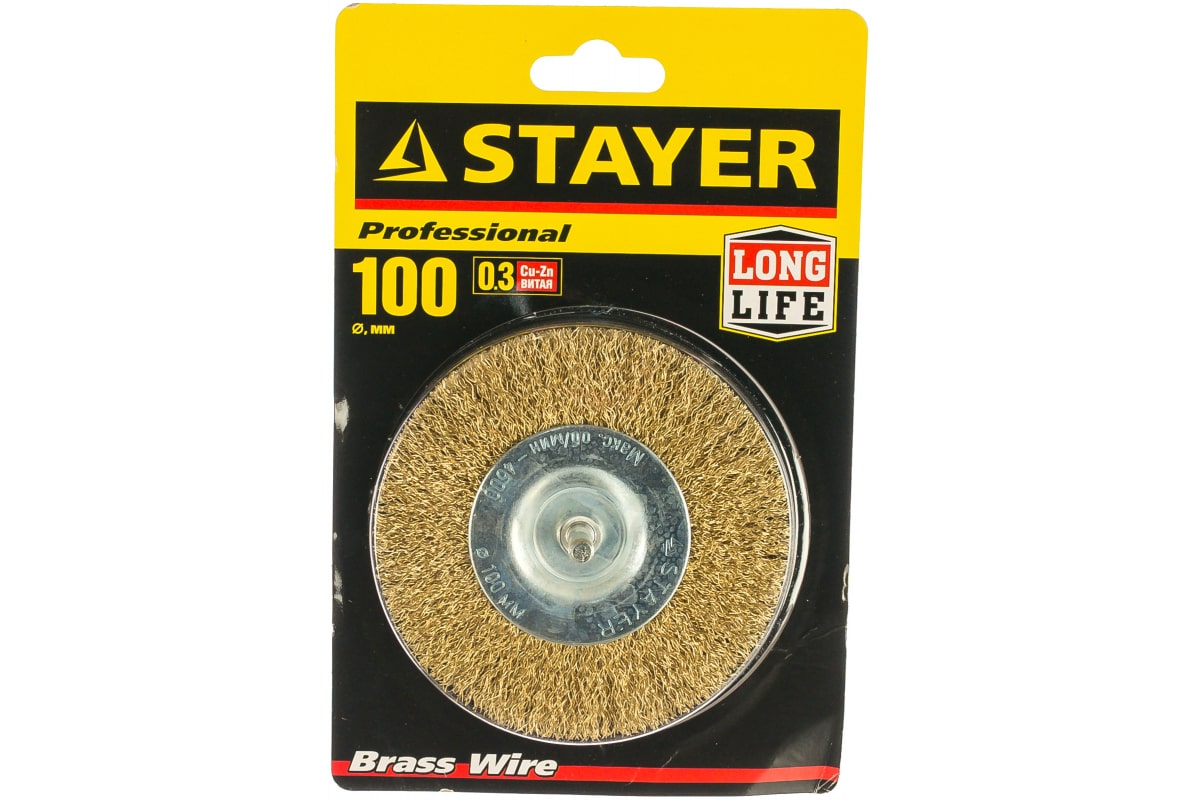 STAYER
Professional
100
Ø, мм
0.3
Cu-Zn
ВИТАЯ
LONG
LIFE
Макс. об/мин – 4500
ø 100 мм
STAYER
Brass Wire